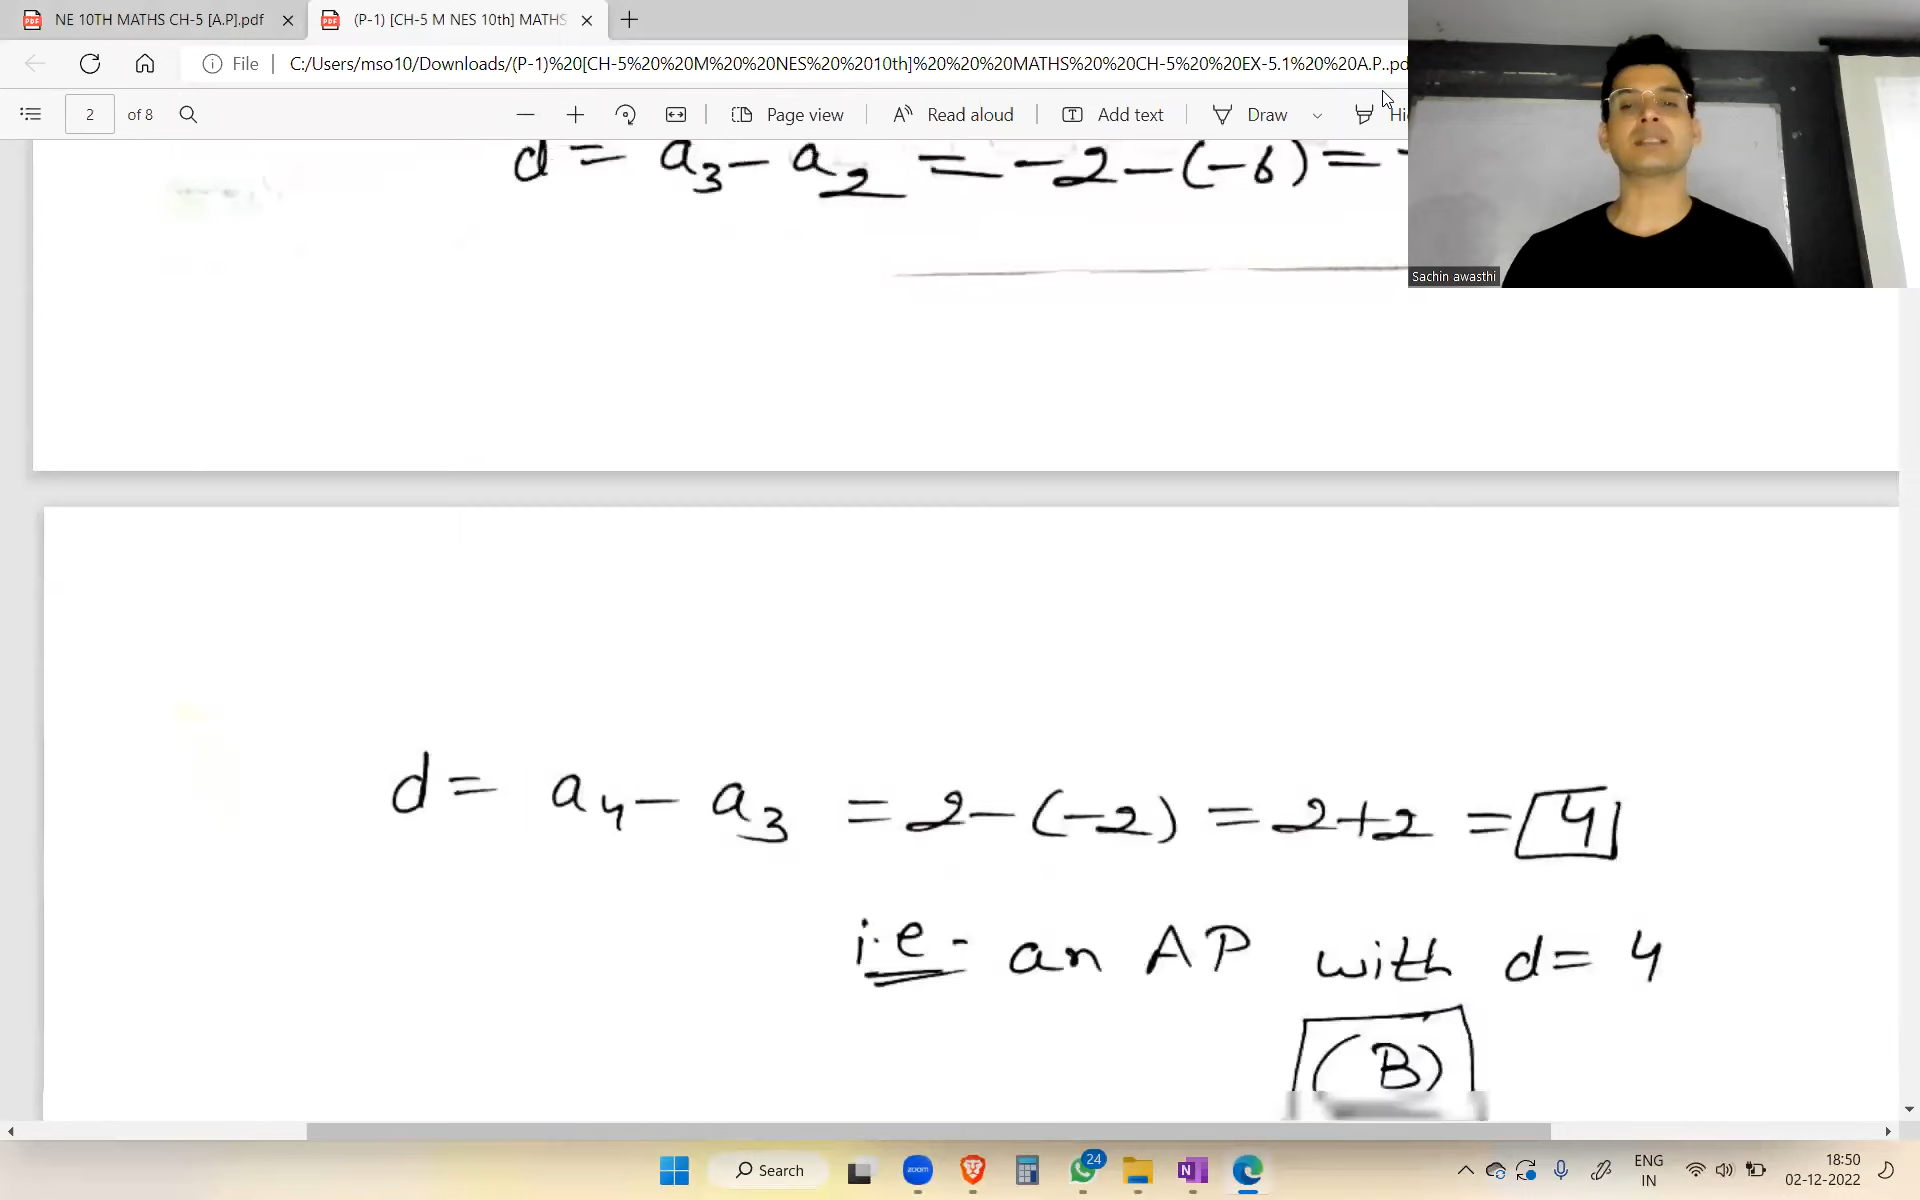 NE 10TH MATHS CH-5 [A.P].pdf
(P-1) [CH-5 M NES 10th] MATHS
File
C:/Users/mso10/Downloads/(P-1)%20[CH-5%20%20M%20%20NES%20%2010th]%20%20%20MATHS%20%20CH-5%20%20EX-5.1%20%20A.P..pd
2 of 8
Page view
Read aloud
Add text
Draw
Hi
Sachin awasthi
d = a₃ - a₂ = -2-(-6) = -
d = a₄ - a₃ = 2-(-2) = 2+2 = 4
i.e- an AP with d= 4
(B)
zoom
Search
24
N
ENG
IN
18:50
02-12-2022